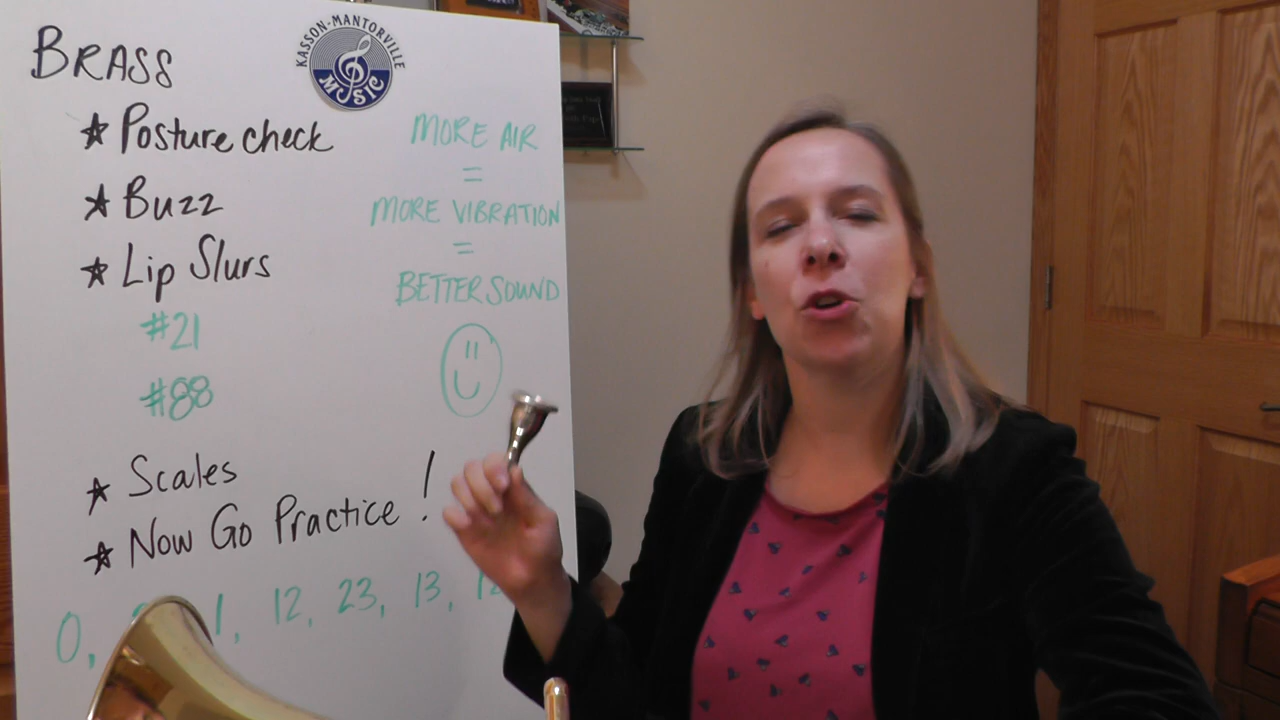 BRASS
KASSON-MANTORVILLE
MUSIC
★ Posture check
★ Buzz
★ Lip Slurs
#21
#88
★ Scales
★ Now Go Practice!
0, 1, 12, 23, 13,
MORE AIR
=
MORE VIBRATION
=
BETTER SOUND